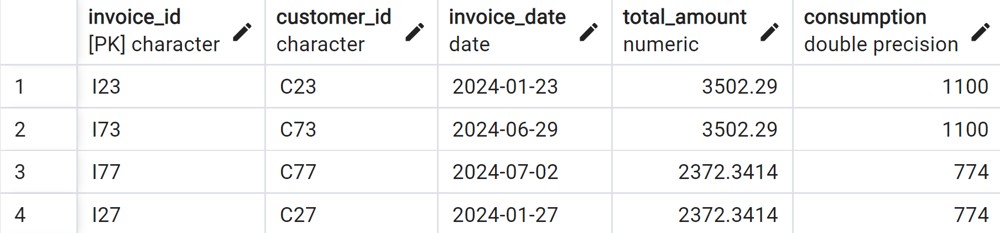 invoice_id customer_id invoice_date total_amount consumption
[PK] character character date numeric double precision
1 I23 C23 2024-01-23 3502.29 1100
2 I73 C73 2024-06-29 3502.29 1100
3 I77 C77 2024-07-02 2372.3414 774
4 I27 C27 2024-01-27 2372.3414 774